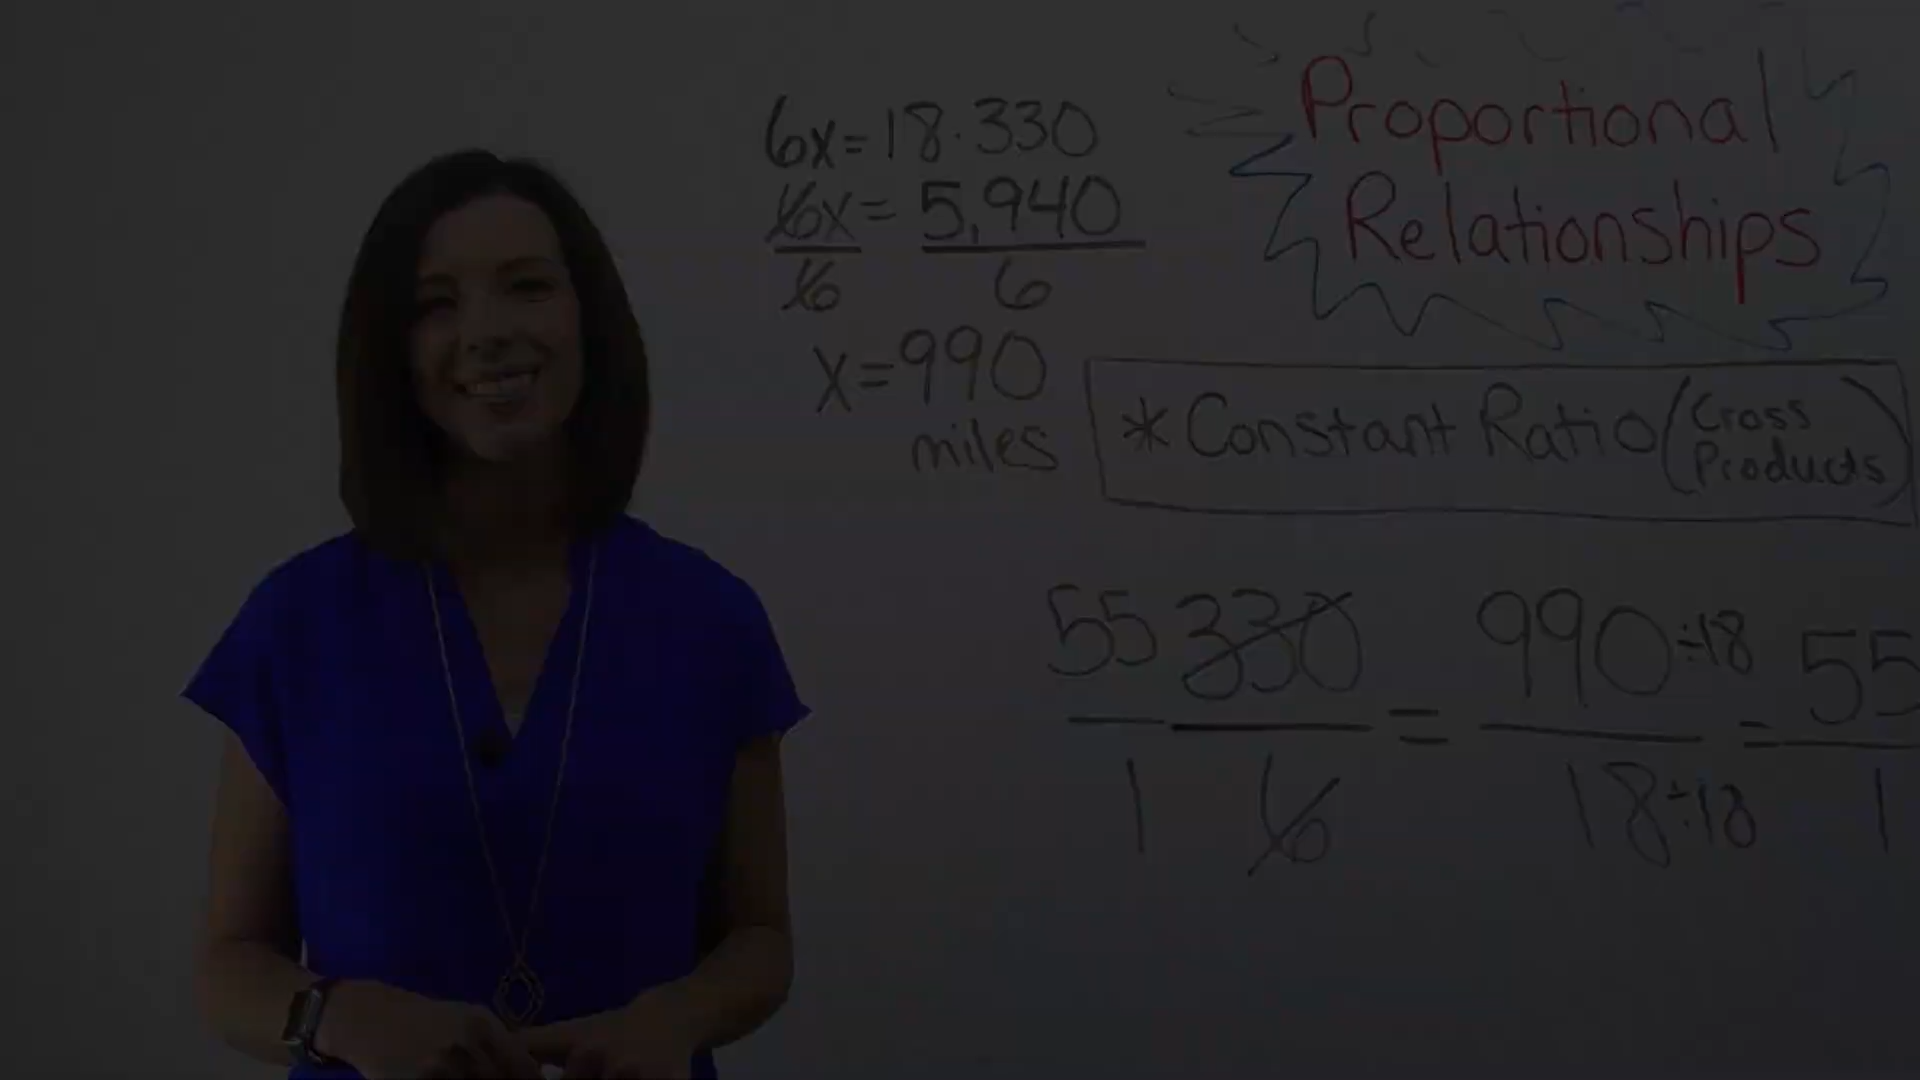 6x=18·330
6x=5,940
6 6
x=990
miles
Proportional
Relationships
*Constant Ratio (Cross
Products)
55 330 = 990÷18 = 55
1 6 18÷18 1